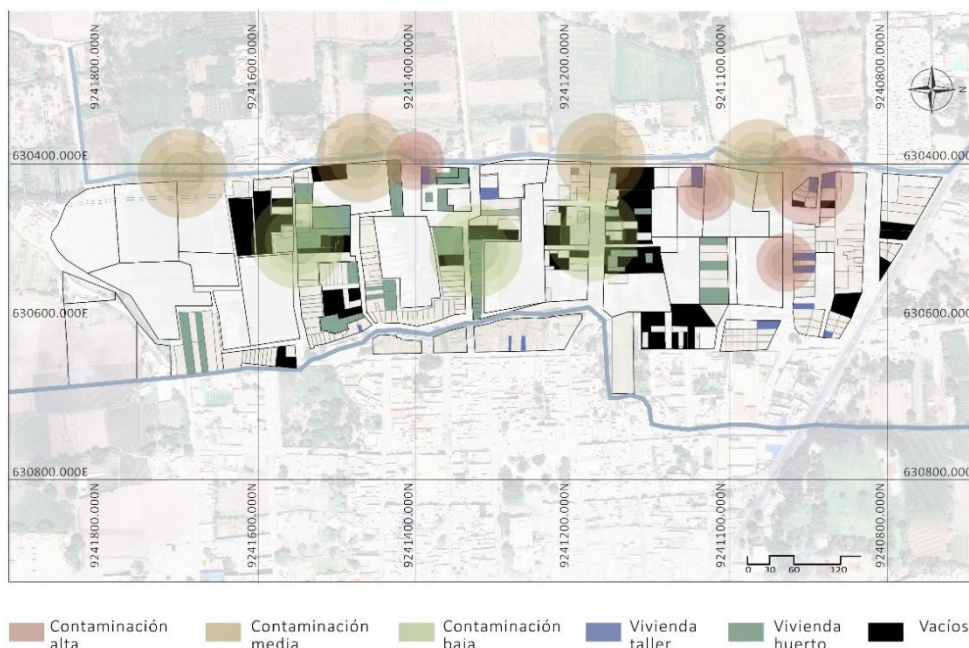 9241800.000N
9241600.000N
9241400.000N
9241200.000N
9241100.000N
9240800.000N
N
630400.000E
630400.000E
630600.000E
630600.000E
630800.000E
630800.000E
9241800.000N
9241600.000N
9241400.000N
9241200.000N
9241100.000N
9240800.000N
0 30 60 120
Contaminación alta
Contaminación media
Contaminación baja
Vivienda taller
Vivienda huerto
Vacíos